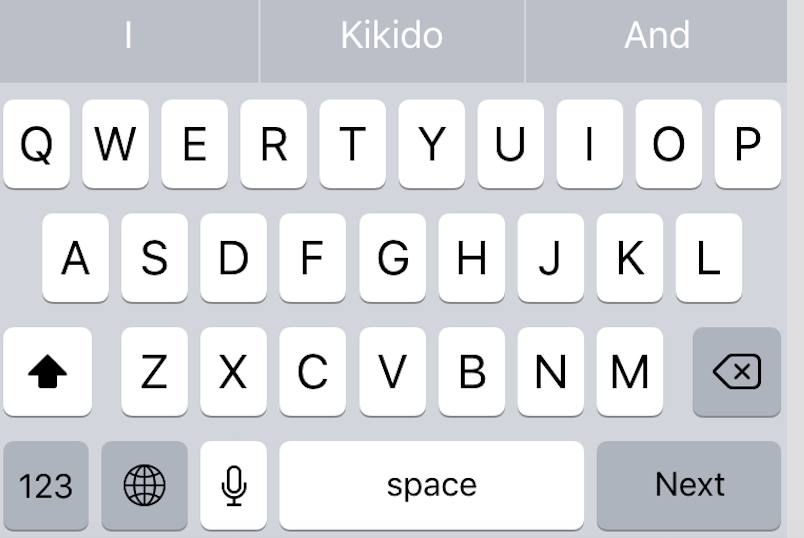 I Kikido And
Q W E R T Y U I O P
A S D F G H J K L
Z X C V B N M
123 space Next